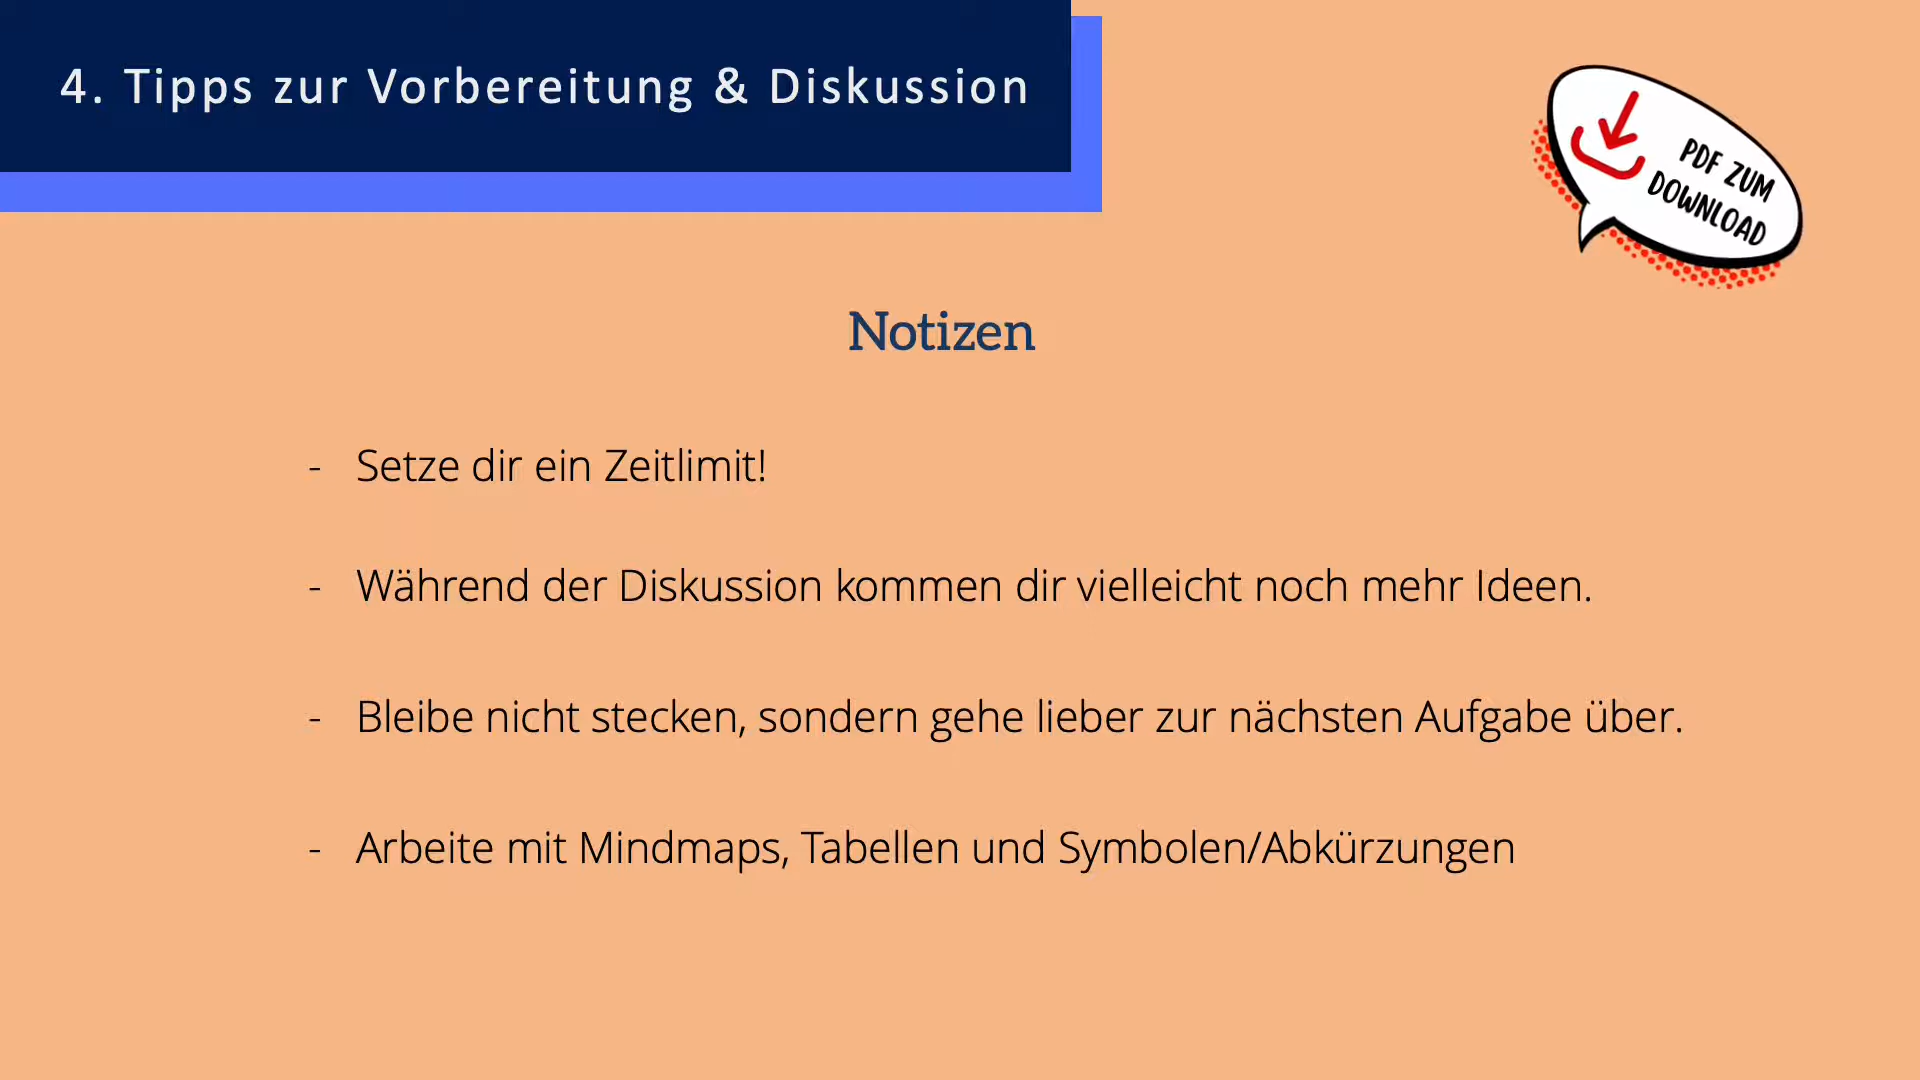 4. Tipps zur Vorbereitung & Diskussion
PDF ZUM
DOWNLOAD
Notizen
- Setze dir ein Zeitlimit!
- Während der Diskussion kommen dir vielleicht noch mehr Ideen.
- Bleibe nicht stecken, sondern gehe lieber zur nächsten Aufgabe über.
- Arbeite mit Mindmaps, Tabellen und Symbolen/Abkürzungen